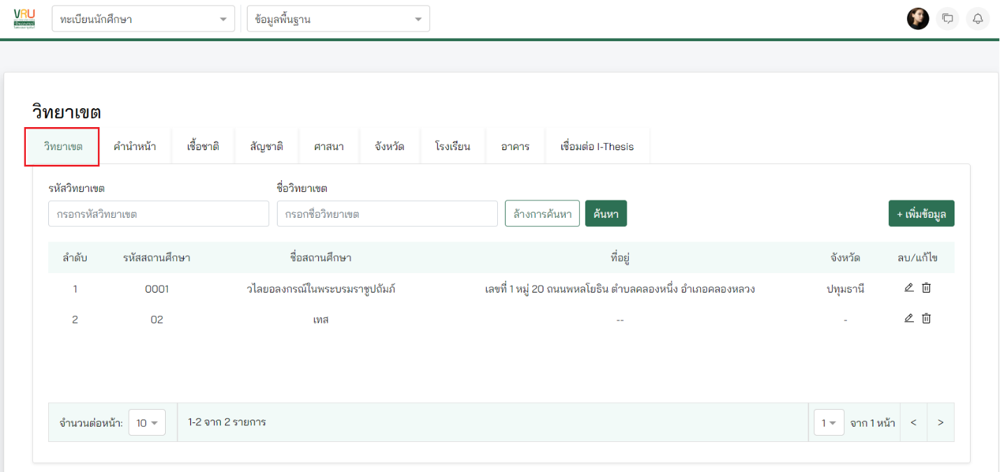 VRU
ทะเบียนนักศึกษา
ข้อมูลพื้นฐาน
วิทยาเขต
วิทยาเขต คำนำหน้า เชื้อชาติ สัญชาติ ศาสนา จังหวัด โรงเรียน อาคาร เชื่อมต่อ I-Thesis
รหัสวิทยาเขต ชื่อวิทยาเขต
กรอกรหัสวิทยาเขต กรอกชื่อวิทยาเขต ล้างการค้นหา ค้นหา + เพิ่มข้อมูล
ลำดับ รหัสสถานศึกษา ชื่อสถานศึกษา ที่อยู่ จังหวัด ลบ/แก้ไข
1 0001 วไลยอลงกรณ์ในพระบรมราชูปถัมภ์ เลขที่ 1 หมู่ 20 ถนนพหลโยธิน ตำบลคลองหนึ่ง อำเภอคลองหลวง ปทุมธานี
2 02 เทส -- -
จำนวนต่อหน้า: 10 1-2 จาก 2 รายการ 1 จาก 1 หน้า < >